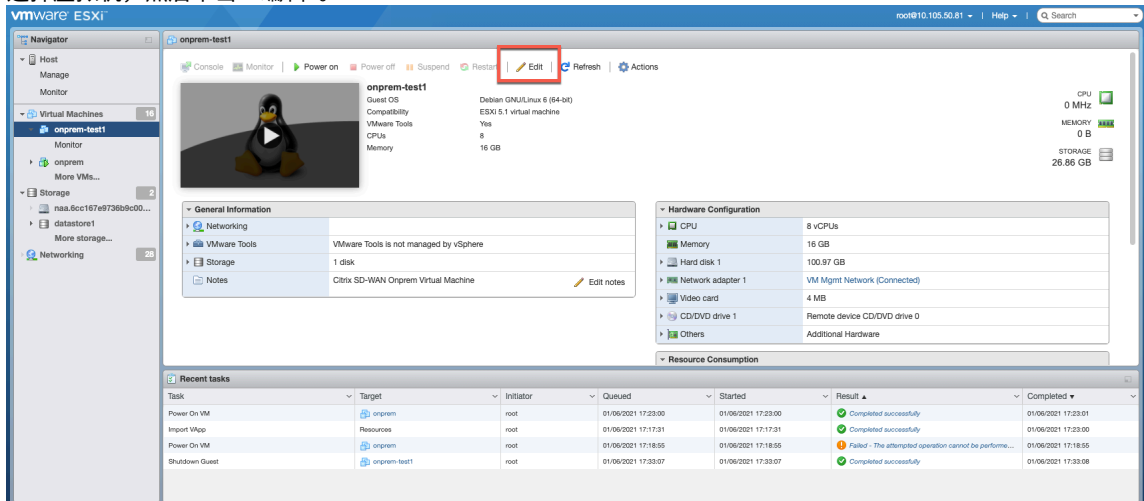 vmware ESXi™
root@10.105.50.81 | Help | Search
Navigator
onprem-test1
Host
Manage
Monitor
Virtual Machines 16
onprem-test1
Monitor
onprem
More VMs...
Storage 2
naa.6cc167e9736b9c00...
datastore1
More storage...
Networking 28
Console Monitor | Power on Power off Suspend Restart | Edit | Refresh | Actions
onprem-test1
Guest OS Debian GNU/Linux 6 (64-bit)
Compatibility ESXi 5.1 virtual machine
VMware Tools Yes
CPUs 8
Memory 16 GB
CPU
0 MHz
MEMORY
0 B
STORAGE
26.86 GB
General Information
Networking
VMware Tools VMware Tools is not managed by vSphere
Storage 1 disk
Notes Citrix SD-WAN Onprem Virtual Machine Edit notes
Hardware Configuration
CPU 8 vCPUs
Memory 16 GB
Hard disk 1 100.97 GB
Network adapter 1 VM Mgmt Network (Connected)
Video card 4 MB
CD/DVD drive 1 Remote device CD/DVD drive 0
Others Additional Hardware
Resource Consumption
Recent tasks
Task Target Initiator Queued Started Result Completed
Power On VM onprem root 01/06/2021 17:23:00 01/06/2021 17:23:00 Completed successfully 01/06/2021 17:23:01
Import VApp Resources root 01/06/2021 17:17:31 01/06/2021 17:17:31 Completed successfully 01/06/2021 17:23:00
Power On VM onprem root 01/06/2021 17:18:55 01/06/2021 17:18:55 Failed - The attempted operation cannot be performe... 01/06/2021 17:18:55
Shutdown Guest onprem-test1 root 01/06/2021 17:33:07 01/06/2021 17:33:07 Completed successfully 01/06/2021 17:33:08